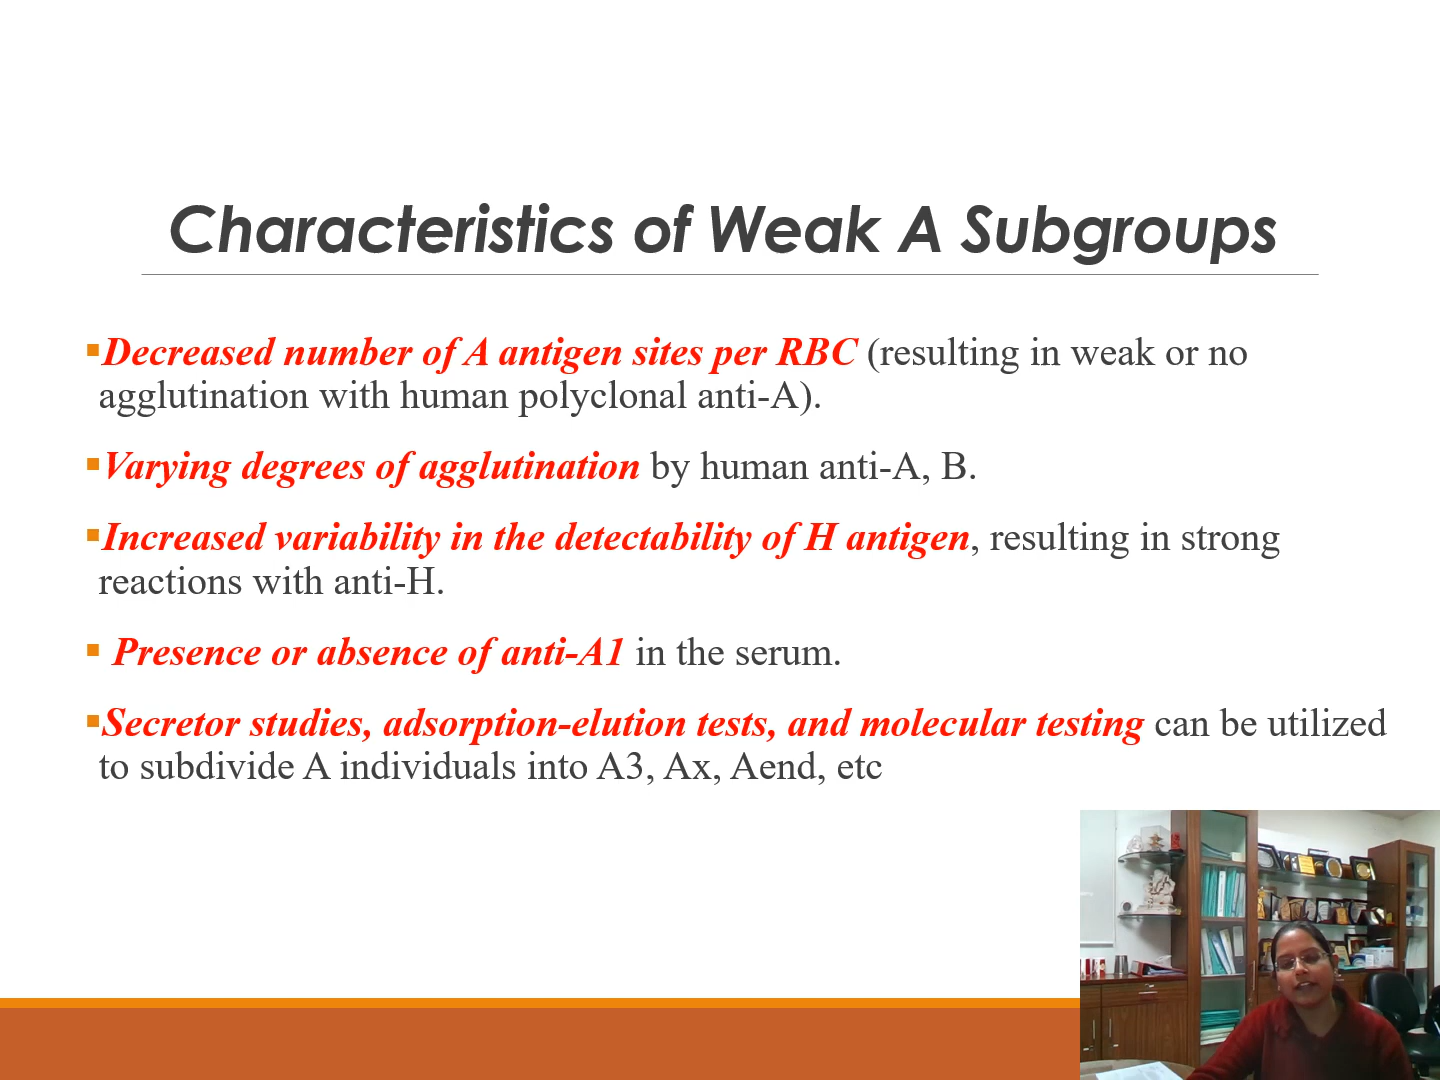 Characteristics of Weak A Subgroups
▪Decreased number of A antigen sites per RBC (resulting in weak or no
agglutination with human polyclonal anti-A).
▪Varying degrees of agglutination by human anti-A, B.
▪Increased variability in the detectability of H antigen, resulting in strong
reactions with anti-H.
▪ Presence or absence of anti-A1 in the serum.
▪Secretor studies, adsorption-elution tests, and molecular testing can be utilized
to subdivide A individuals into A3, Ax, Aend, etc